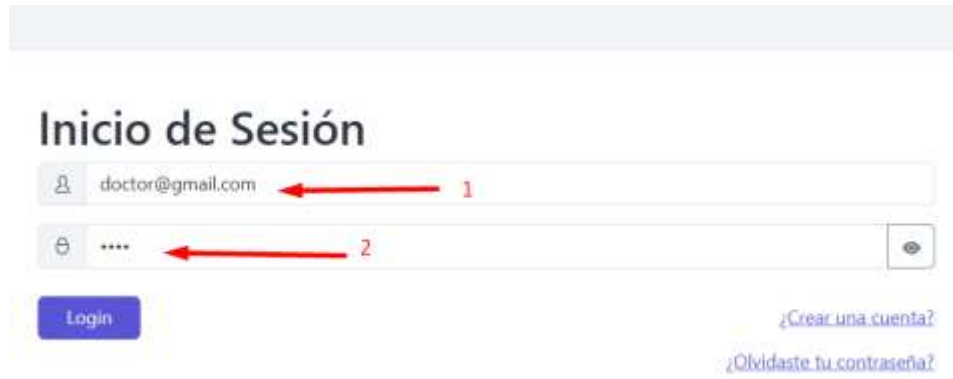 Inicio de Sesión
doctor@gmail.com 1
•••• 2
Login
¿Crear una cuenta?
¿Olvidaste tu contraseña?